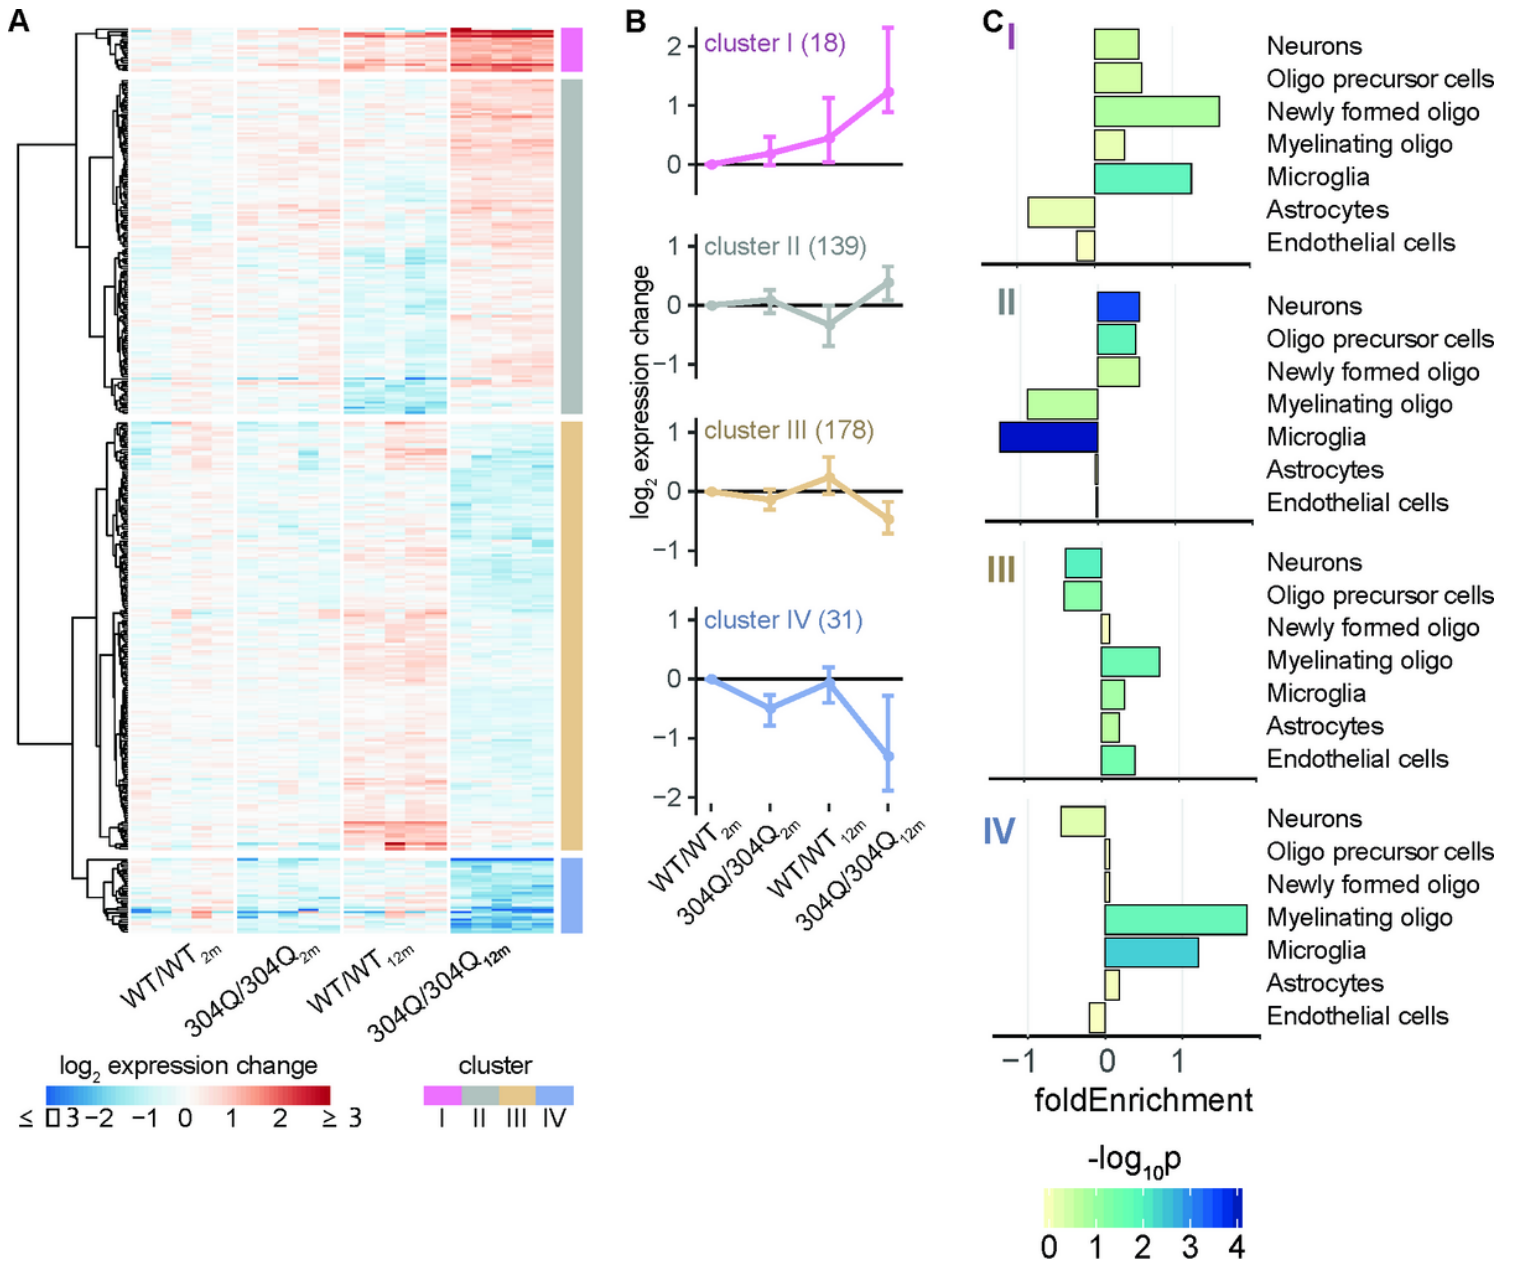 A
WT/WT 2m
304Q/304Q 2m
WT/WT 12m
304Q/304Q 12m
log2 expression change
≤ □ 3 −2 −1 0 1 2 ≥ 3
cluster
I II III IV
B
log2 expression change
cluster I (18)
2
1
0
cluster II (139)
1
0
−1
cluster III (178)
1
0
−1
cluster IV (31)
1
0
−1
−2
WT/WT 2m
304Q/304Q 2m
WT/WT 12m
304Q/304Q 12m
C
I
Neurons
Oligo precursor cells
Newly formed oligo
Myelinating oligo
Microglia
Astrocytes
Endothelial cells
II
Neurons
Oligo precursor cells
Newly formed oligo
Myelinating oligo
Microglia
Astrocytes
Endothelial cells
III
Neurons
Oligo precursor cells
Newly formed oligo
Myelinating oligo
Microglia
Astrocytes
Endothelial cells
IV
Neurons
Oligo precursor cells
Newly formed oligo
Myelinating oligo
Microglia
Astrocytes
Endothelial cells
−1 0 1
foldEnrichment
-log10p
0 1 2 3 4